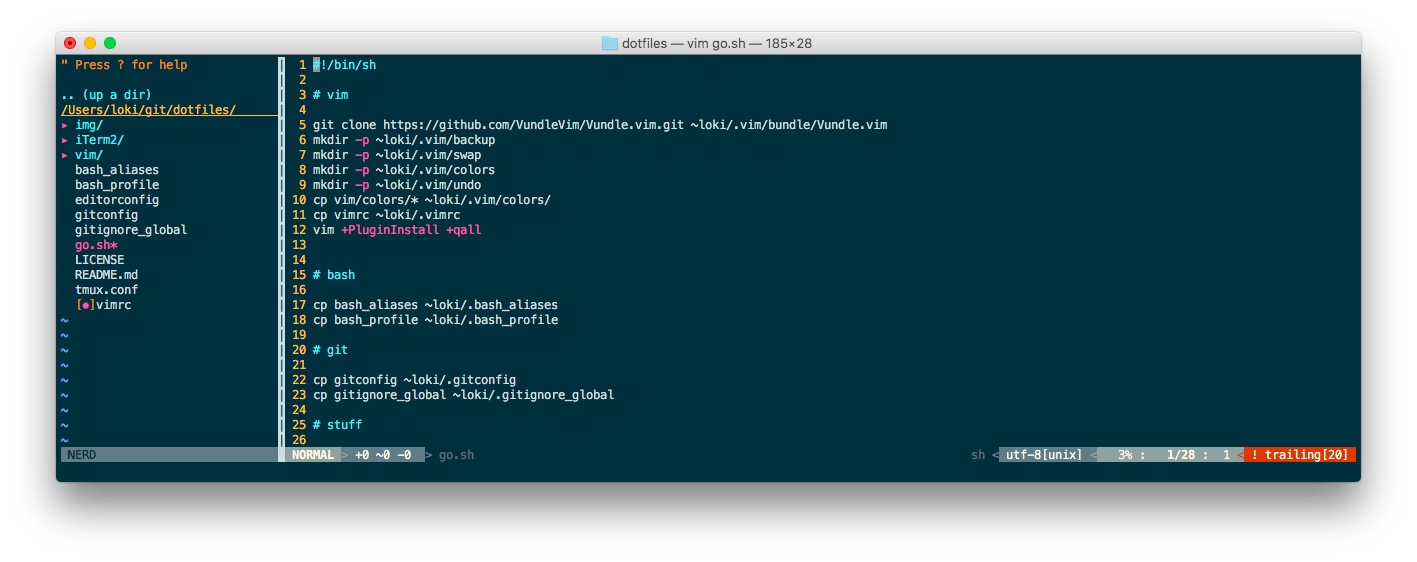 dotfiles — vim go.sh — 185×28
" Press ? for help
.. (up a dir)
/Users/loki/git/dotfiles/
▸ img/
▸ iTerm2/
▸ vim/
bash_aliases
bash_profile
editorconfig
gitconfig
gitignore_global
go.sh*
LICENSE
README.md
tmux.conf
[●]vimrc
~
~
~
~
~
~
~
~
~
NERD
1 #!/bin/sh
2
3 # vim
4
5 git clone https://github.com/VundleVim/Vundle.vim.git ~loki/.vim/bundle/Vundle.vim
6 mkdir -p ~loki/.vim/backup
7 mkdir -p ~loki/.vim/swap
8 mkdir -p ~loki/.vim/colors
9 mkdir -p ~loki/.vim/undo
10 cp vim/colors/* ~loki/.vim/colors/
11 cp vimrc ~loki/.vimrc
12 vim +PluginInstall +qall
13
14
15 # bash
16
17 cp bash_aliases ~loki/.bash_aliases
18 cp bash_profile ~loki/.bash_profile
19
20 # git
21
22 cp gitconfig ~loki/.gitconfig
23 cp gitignore_global ~loki/.gitignore_global
24
25 # stuff
26
NORMAL > +0 ~0 -0 > go.sh sh < utf-8[unix] < 3% : 1/28 : 1 < ! trailing[20]